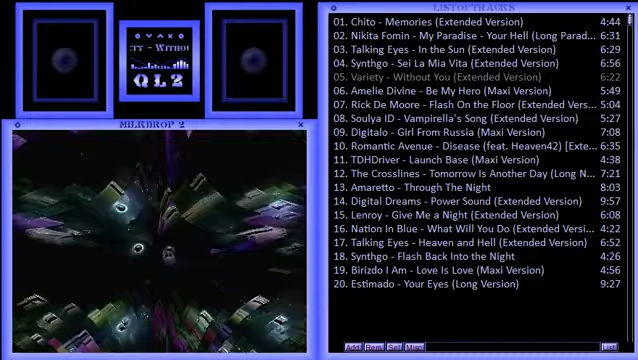 LISTOFTRACKS
TY - WITHO
QL2
MILKDROP 2
01. Chito - Memories (Extended Version) 4:44
02. Nikita Fomin - My Paradise - Your Hell (Long Parad... 6:31
03. Talking Eyes - In the Sun (Extended Version) 6:29
04. Synthgo - Sei La Mia Vita (Extended Version) 6:56
05. Variety - Without You (Extended Version) 6:22
06. Amelie Divine - Be My Hero (Maxi Version) 5:49
07. Rick De Moore - Flash On the Floor (Extended Vers... 5:04
08. Soulya ID - Vampirella's Song (Extended Version) 5:27
09. Digitalo - Girl From Russia (Maxi Version) 7:08
10. Romantic Avenue - Disease (feat. Heaven42) [Exte... 6:35
11. TDHDriver - Launch Base (Maxi Version) 4:38
12. The Crosslines - Tomorrow Is Another Day (Long N... 7:21
13. Amaretto - Through The Night 8:03
14. Digital Dreams - Power Sound (Extended Version) 9:57
15. Lenroy - Give Me a Night (Extended Version) 6:08
16. Nation In Blue - What Will You Do (Extended Versi... 4:22
17. Talking Eyes - Heaven and Hell (Extended Version) 6:52
18. Synthgo - Flash Back Into the Night 4:26
19. Birizdo I Am - Love Is Love (Maxi Version) 4:56
20. Estimado - Your Eyes (Long Version) 9:27
Add Rem Sel Misc List